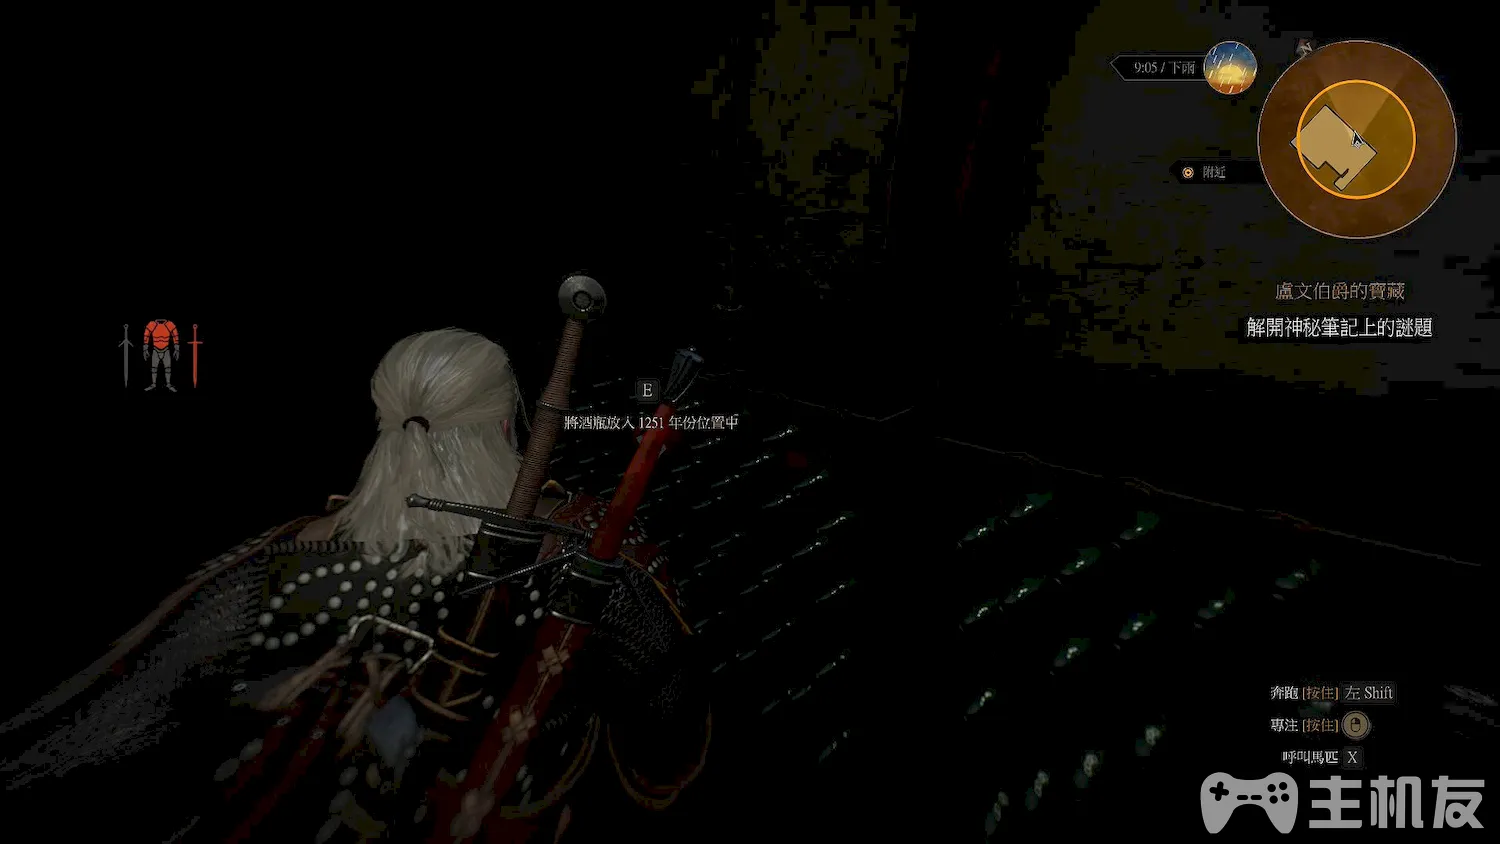 N
9:05 / 下雨
附近
盧文伯爵的寶藏
解開神秘筆記上的謎題
E
將酒瓶放入 1251 年份位置中
奔跑 [按住] 左 Shift
專注 [按住]
呼叫馬匹 X
主机友